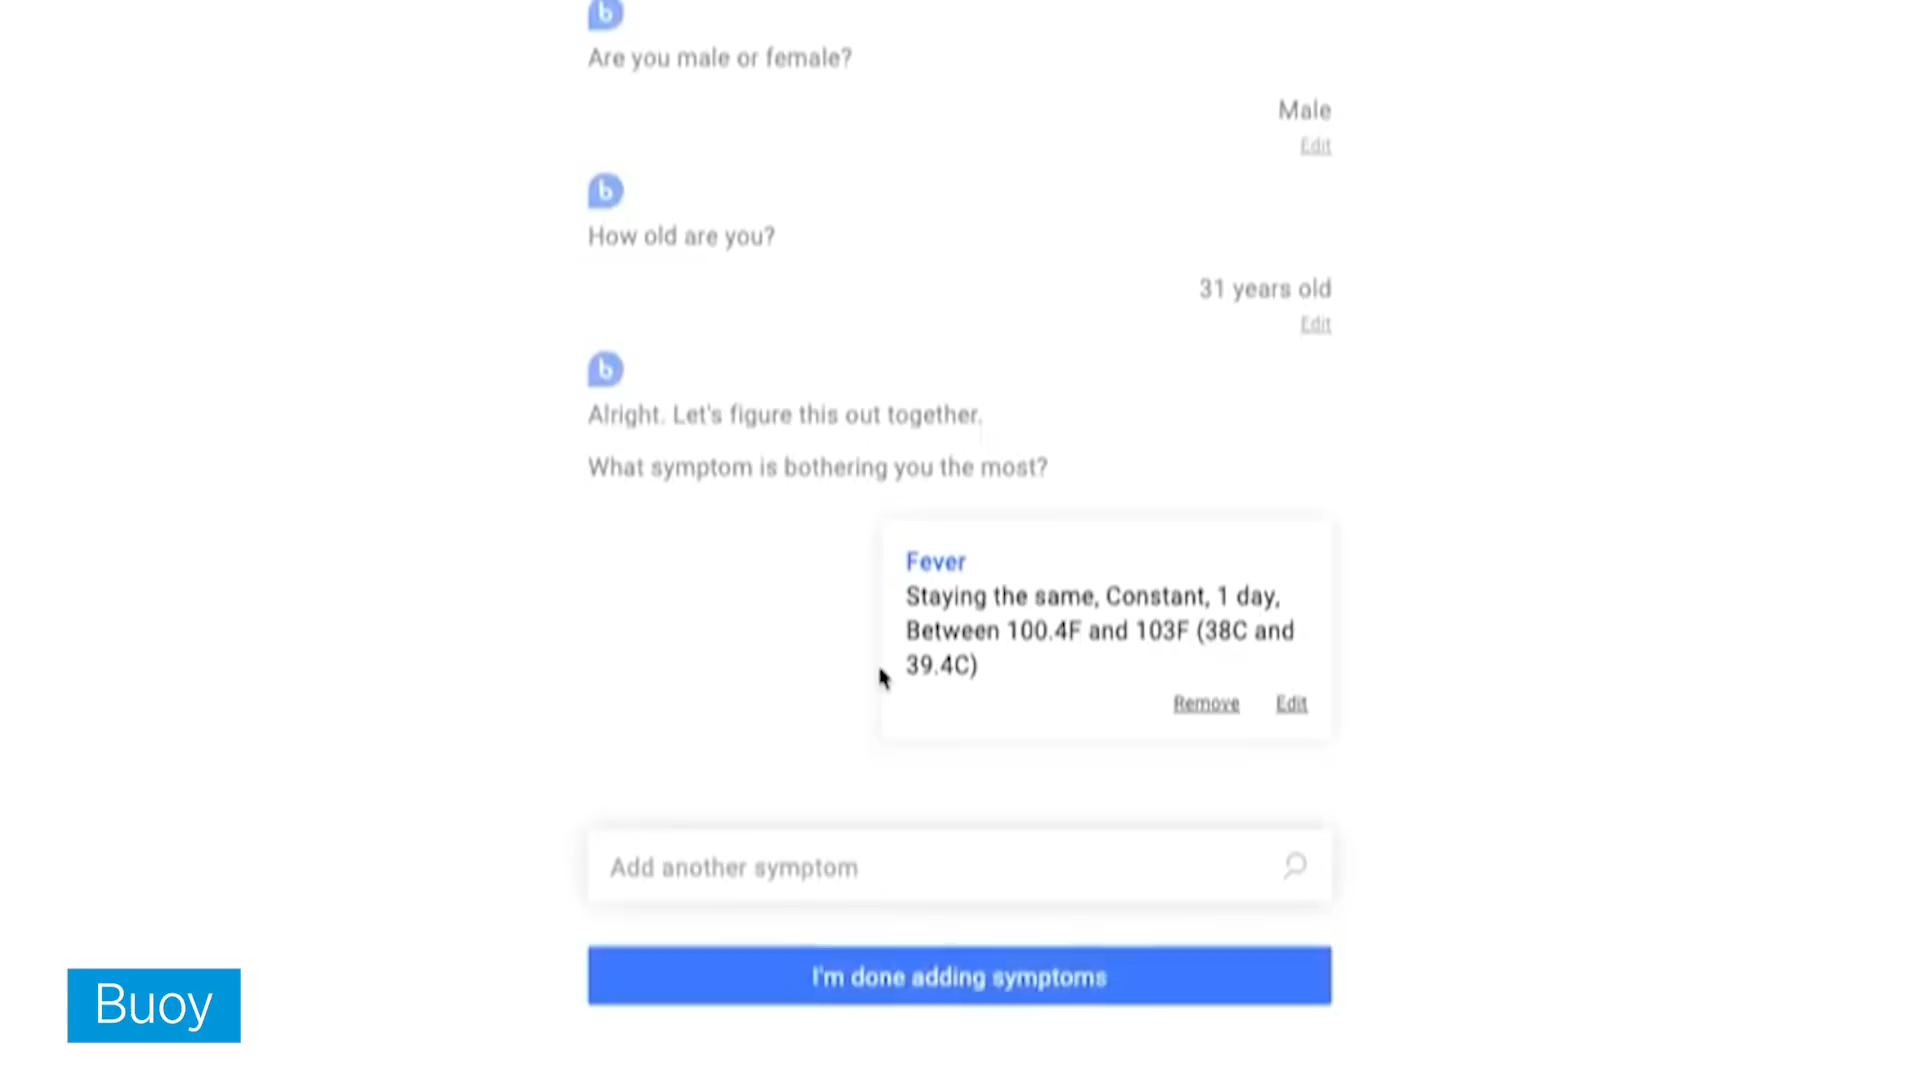 b
Are you male or female?
Male
Edit
b
How old are you?
31 years old
Edit
b
Alright. Let's figure this out together.
What symptom is bothering you the most?
Fever
Staying the same, Constant, 1 day,
Between 100.4F and 103F (38C and
39.4C)
Remove Edit
Add another symptom
I'm done adding symptoms
Buoy